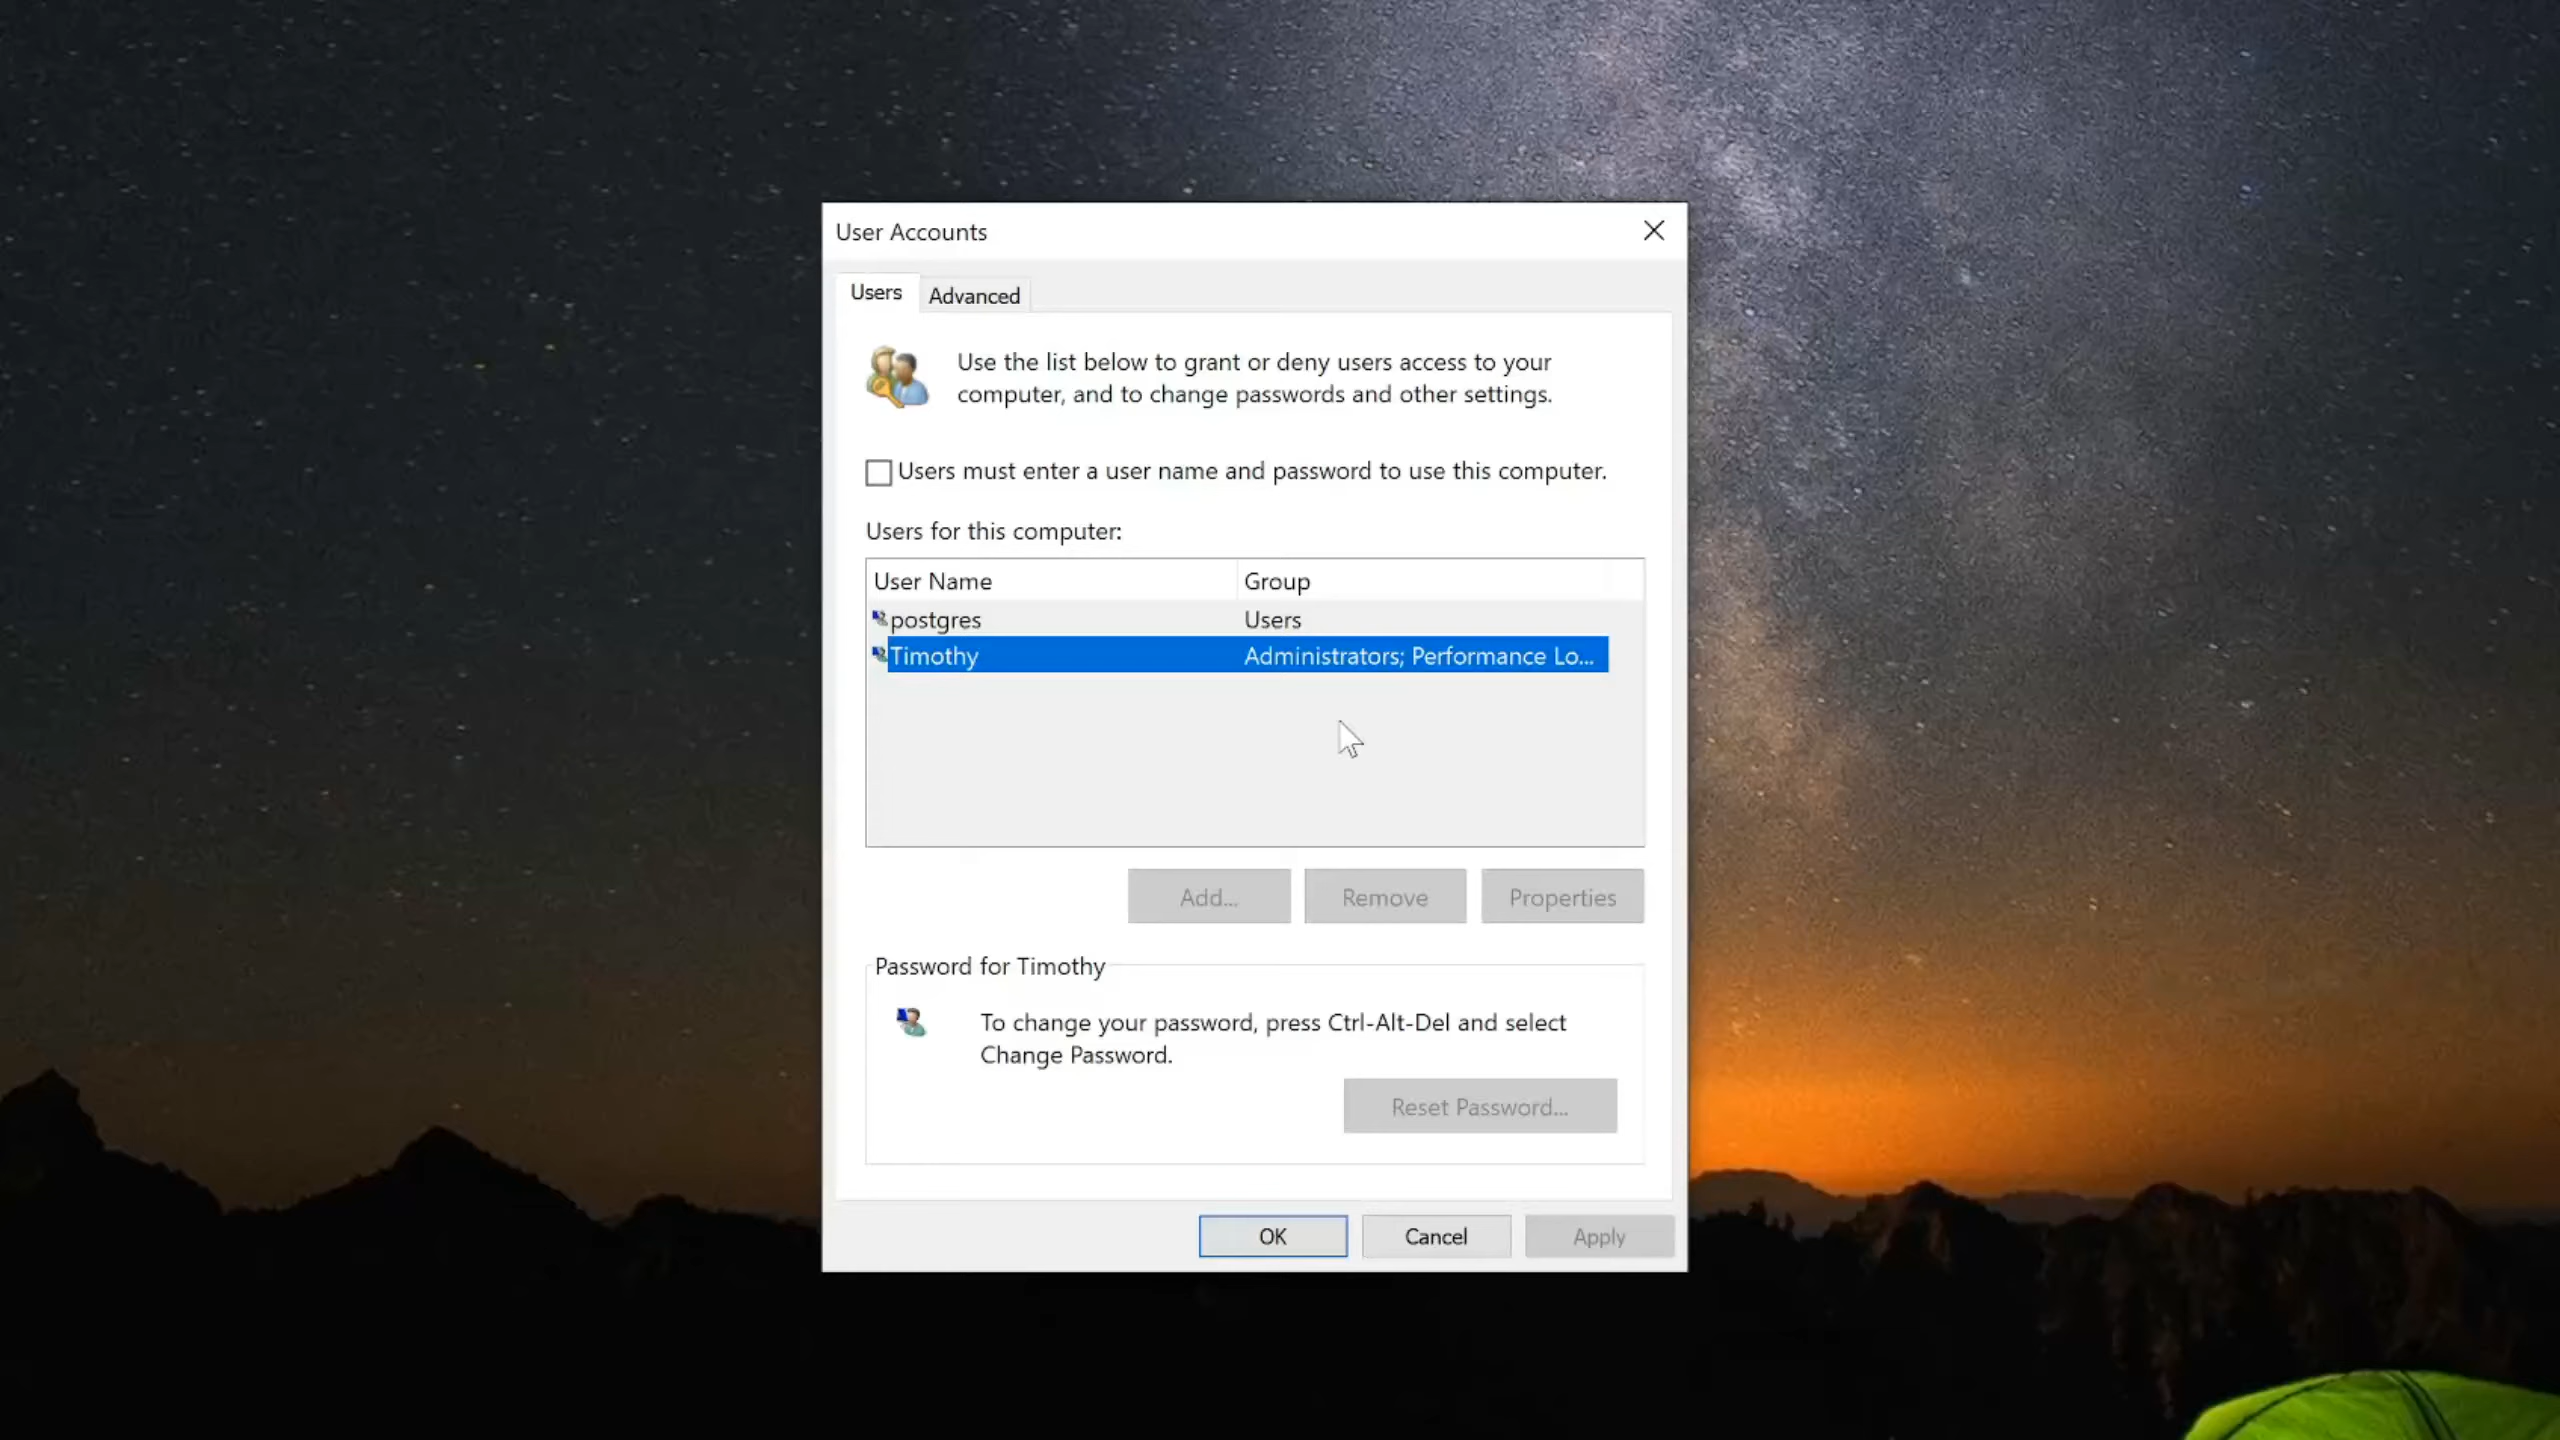 User Accounts
Users
Advanced
Use the list below to grant or deny users access to your
computer, and to change passwords and other settings.
Users must enter a user name and password to use this computer.
Users for this computer:
User Name
Group
postgres
Users
Timothy
Administrators; Performance Lo...
Add...
Remove
Properties
Password for Timothy
To change your password, press Ctrl-Alt-Del and select
Change Password.
Reset Password...
OK
Cancel
Apply